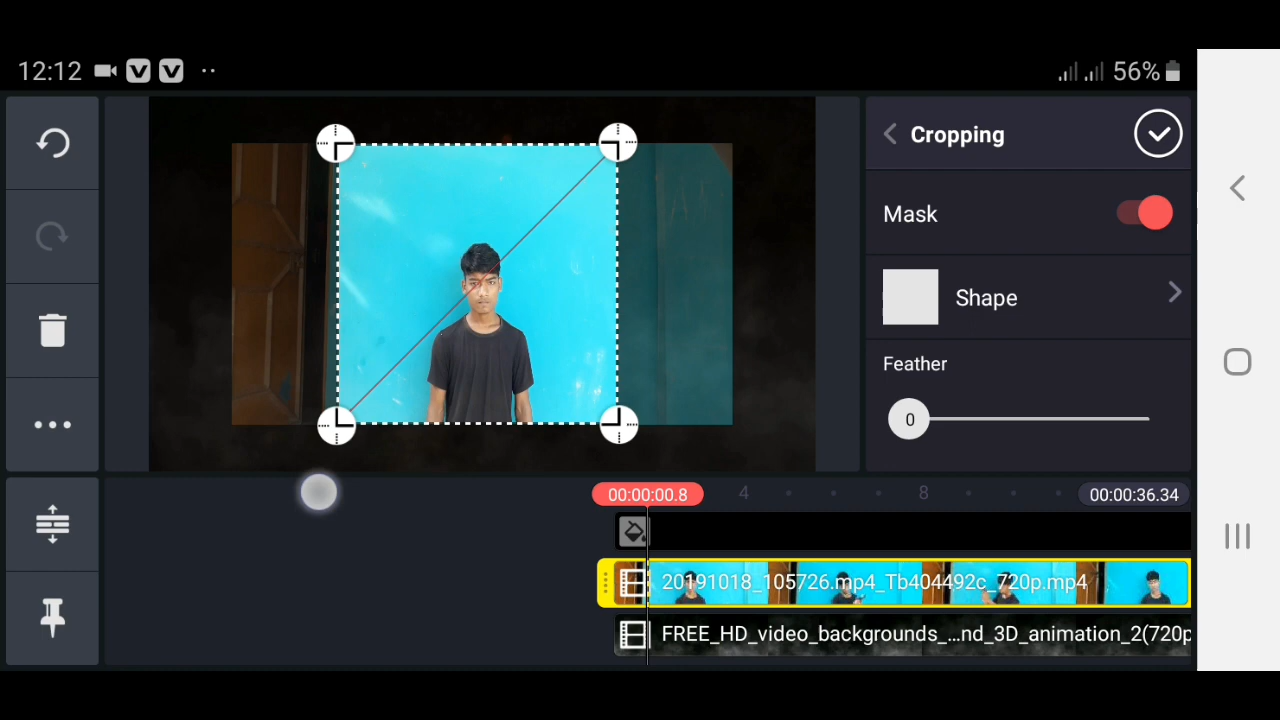 12:12
56%
Cropping
Mask
Shape
Feather
0
00:00:00.8
4
8
00:00:36.34
20191018_105726.mp4_Tb404492c_720p.mp4
FREE_HD_video_backgrounds_...nd_3D_animation_2(720p